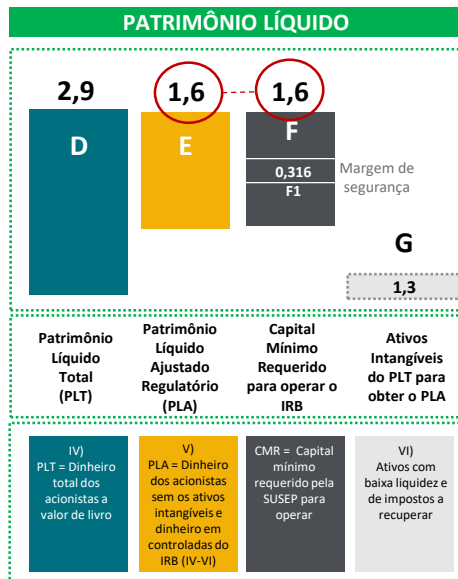 PATRIMÔNIO LÍQUIDO
2,9
1,6
1,6
D
E
F
0,316
F1
Margem de
segurança
G
1,3
Patrimônio
Líquido
Total
(PLT)
Patrimônio
Líquido
Ajustado
Regulatório
(PLA)
Capital
Mínimo
Requerido
para operar o
IRB
Ativos
Intangíveis
do PLT para
obter o PLA
IV)
PLT = Dinheiro
total dos
acionistas a
valor de livro
V)
PLA = Dinheiro
dos acionistas
sem os ativos
intangíveis e
dinheiro em
controladas do
IRB (IV-VI)
CMR = Capital
mínimo
requerido pela
SUSEP para
operar
VI)
Ativos com
baixa liquidez e
de impostos a
recuperar